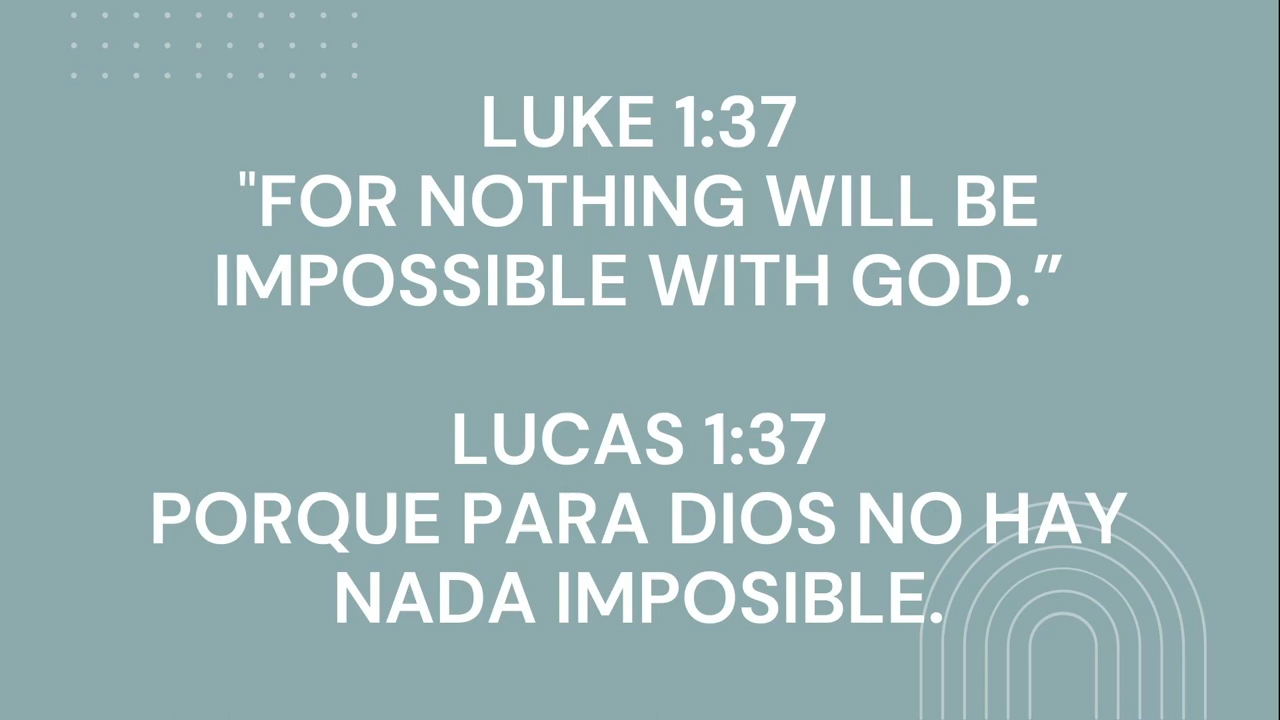 LUKE 1:37
"FOR NOTHING WILL BE
IMPOSSIBLE WITH GOD.”
LUCAS 1:37
PORQUE PARA DIOS NO HAY
NADA IMPOSIBLE.